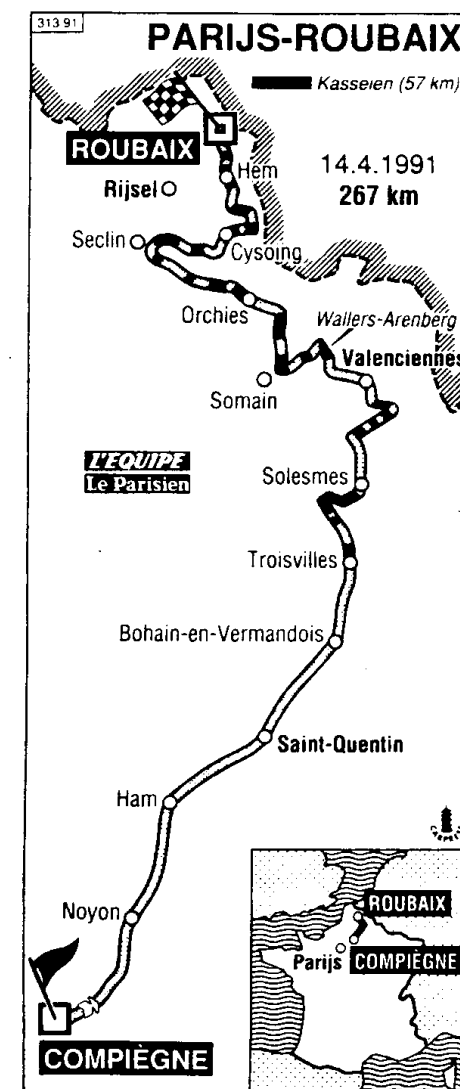 313 91
PARIJS-ROUBAIX
Kasseien (57 km)
ROUBAIX
14.4.1991
267 km
Hem
Rijsel
Seclin
Cysoing
Orchies
Wallers-Arenberg
Valenciennes
Somain
L'EQUIPE
Le Parisien
Solesmes
Troisvilles
Bohain-en-Vermandois
Saint-Quentin
Ham
Noyon
COMPIÈGNE
ROUBAIX
Parijs
COMPIÈGNE